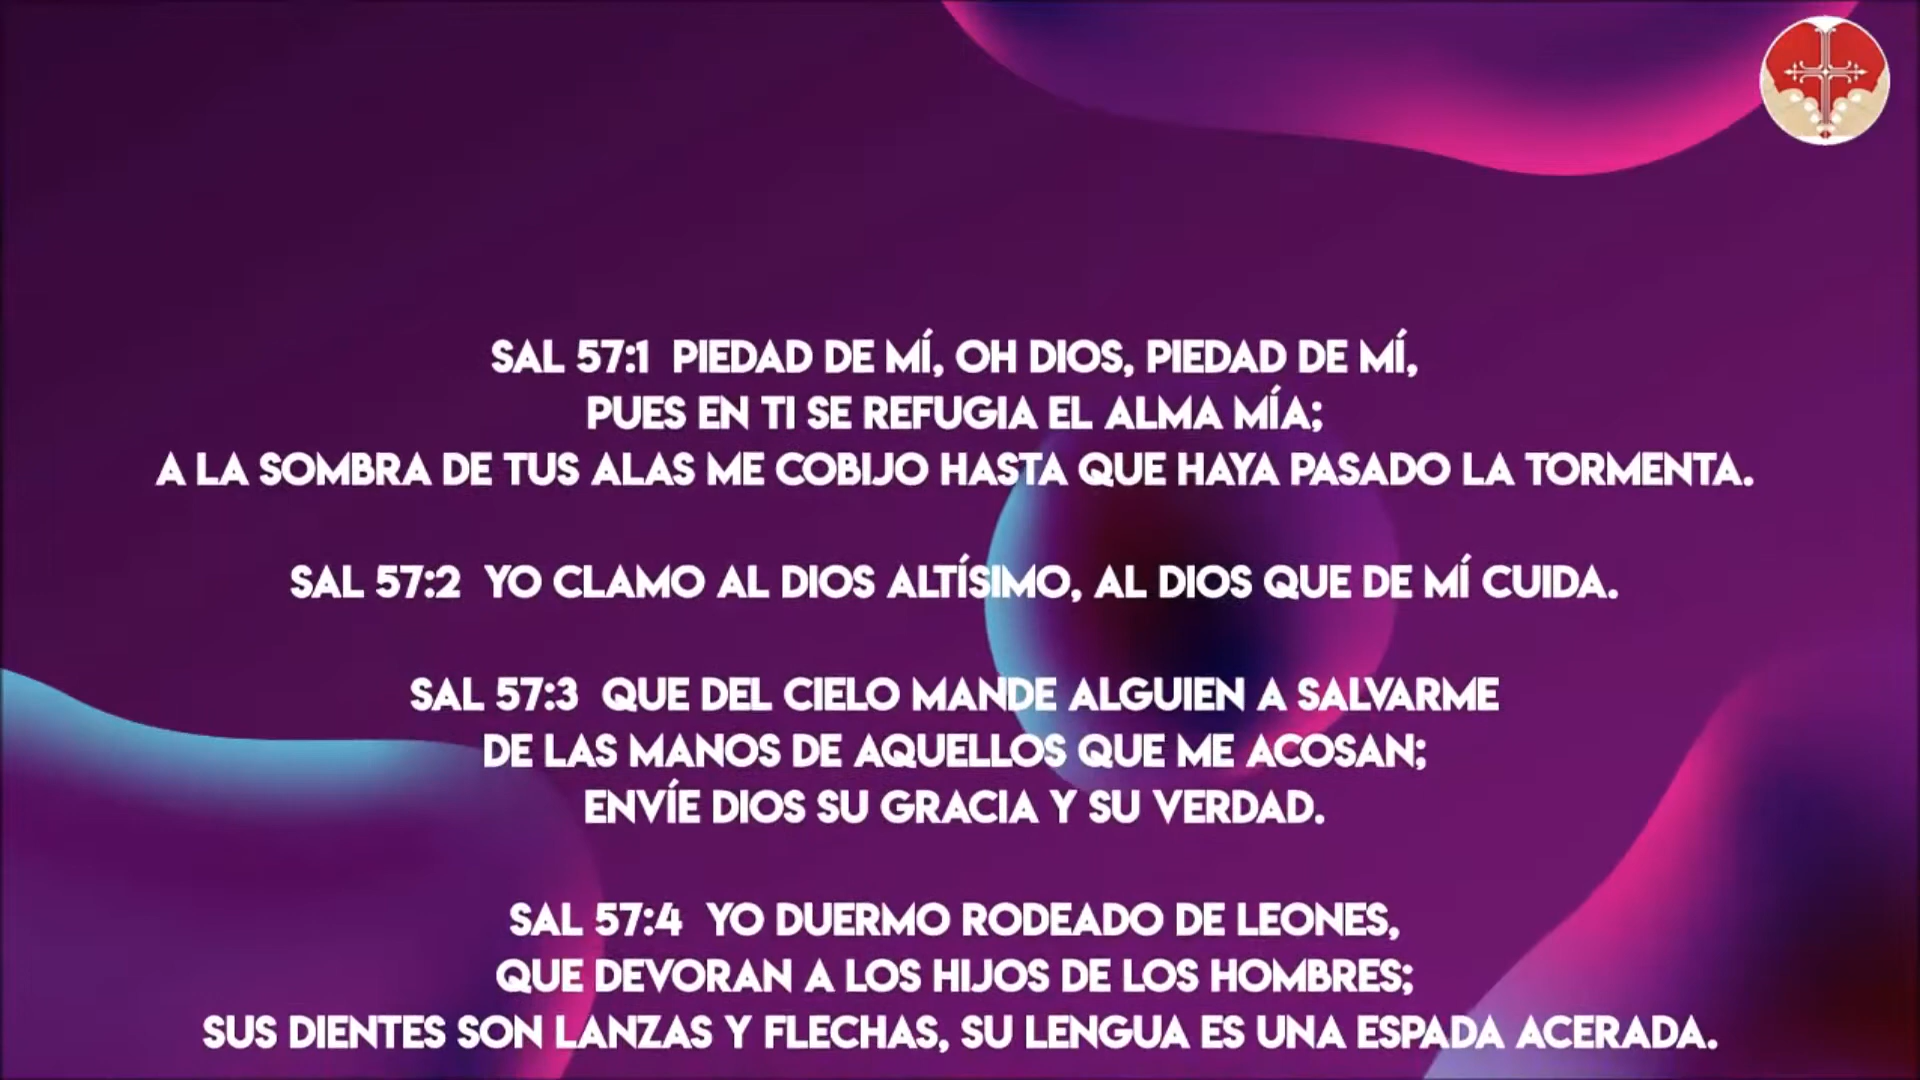 SAL 57:1 PIEDAD DE MÍ, OH DIOS, PIEDAD DE MÍ,
PUES EN TI SE REFUGIA EL ALMA MÍA;
A LA SOMBRA DE TUS ALAS ME COBIJO HASTA QUE HAYA PASADO LA TORMENTA.
SAL 57:2 YO CLAMO AL DIOS ALTÍSIMO, AL DIOS QUE DE MÍ CUIDA.
SAL 57:3 QUE DEL CIELO MANDE ALGUIEN A SALVARME
DE LAS MANOS DE AQUELLOS QUE ME ACOSAN;
ENVÍE DIOS SU GRACIA Y SU VERDAD.
SAL 57:4 YO DUERMO RODEADO DE LEONES,
QUE DEVORAN A LOS HIJOS DE LOS HOMBRES;
SUS DIENTES SON LANZAS Y FLECHAS, SU LENGUA ES UNA ESPADA ACERADA.